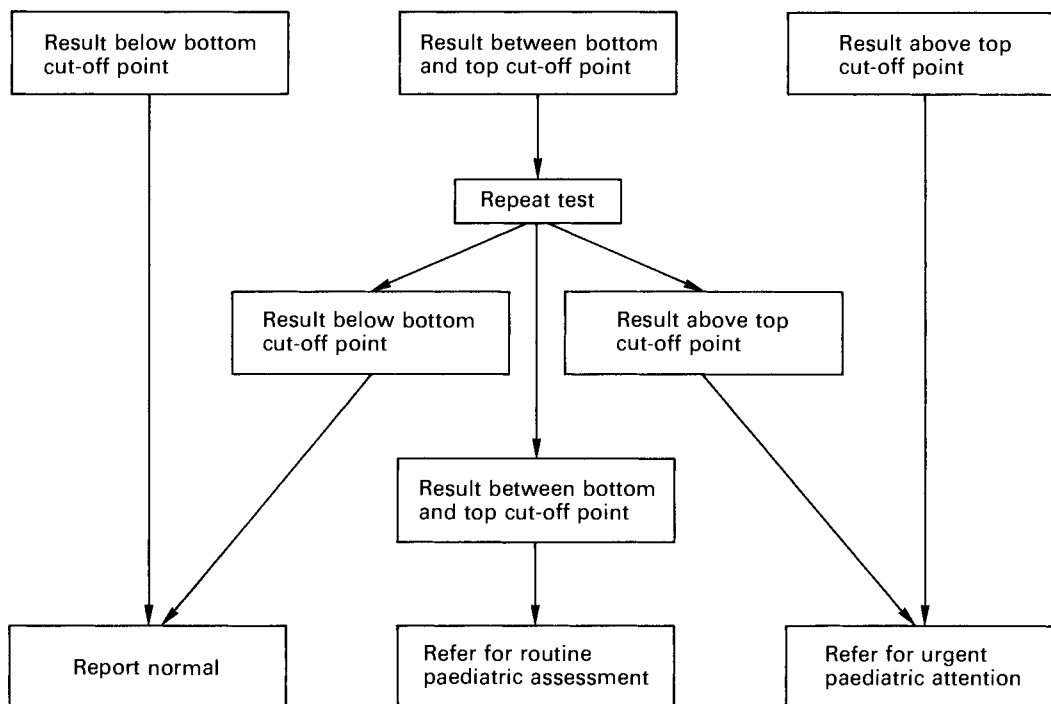 Result below bottom
cut-off point
Result between bottom
and top cut-off point
Result above top
cut-off point
Repeat test
Result below bottom
cut-off point
Result above top
cut-off point
Result between bottom
and top cut-off point
Report normal
Refer for routine
paediatric assessment
Refer for urgent
paediatric attention